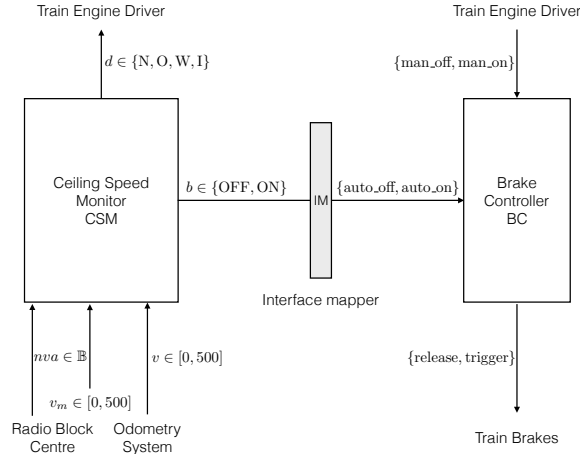 Train Engine Driver
Train Engine Driver
d ∈ {N, O, W, I}
{man_off, man_on}
Ceiling Speed
Monitor
CSM
b ∈ {OFF, ON}
IM
{auto_off, auto_on}
Brake
Controller
BC
Interface mapper
nva ∈ 𝔹
v ∈ [0, 500]
{release, trigger}
vₘ ∈ [0, 500]
Radio Block
Centre
Odometry
System
Train Brakes